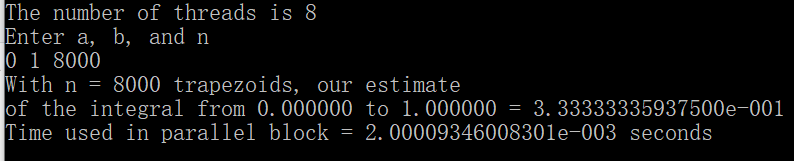 The number of threads is 8
Enter a, b, and n
0 1 8000
With n = 8000 trapezoids, our estimate
of the integral from 0.000000 to 1.000000 = 3.33333335937500e-001
Time used in parallel block = 2.00009346008301e-003 seconds